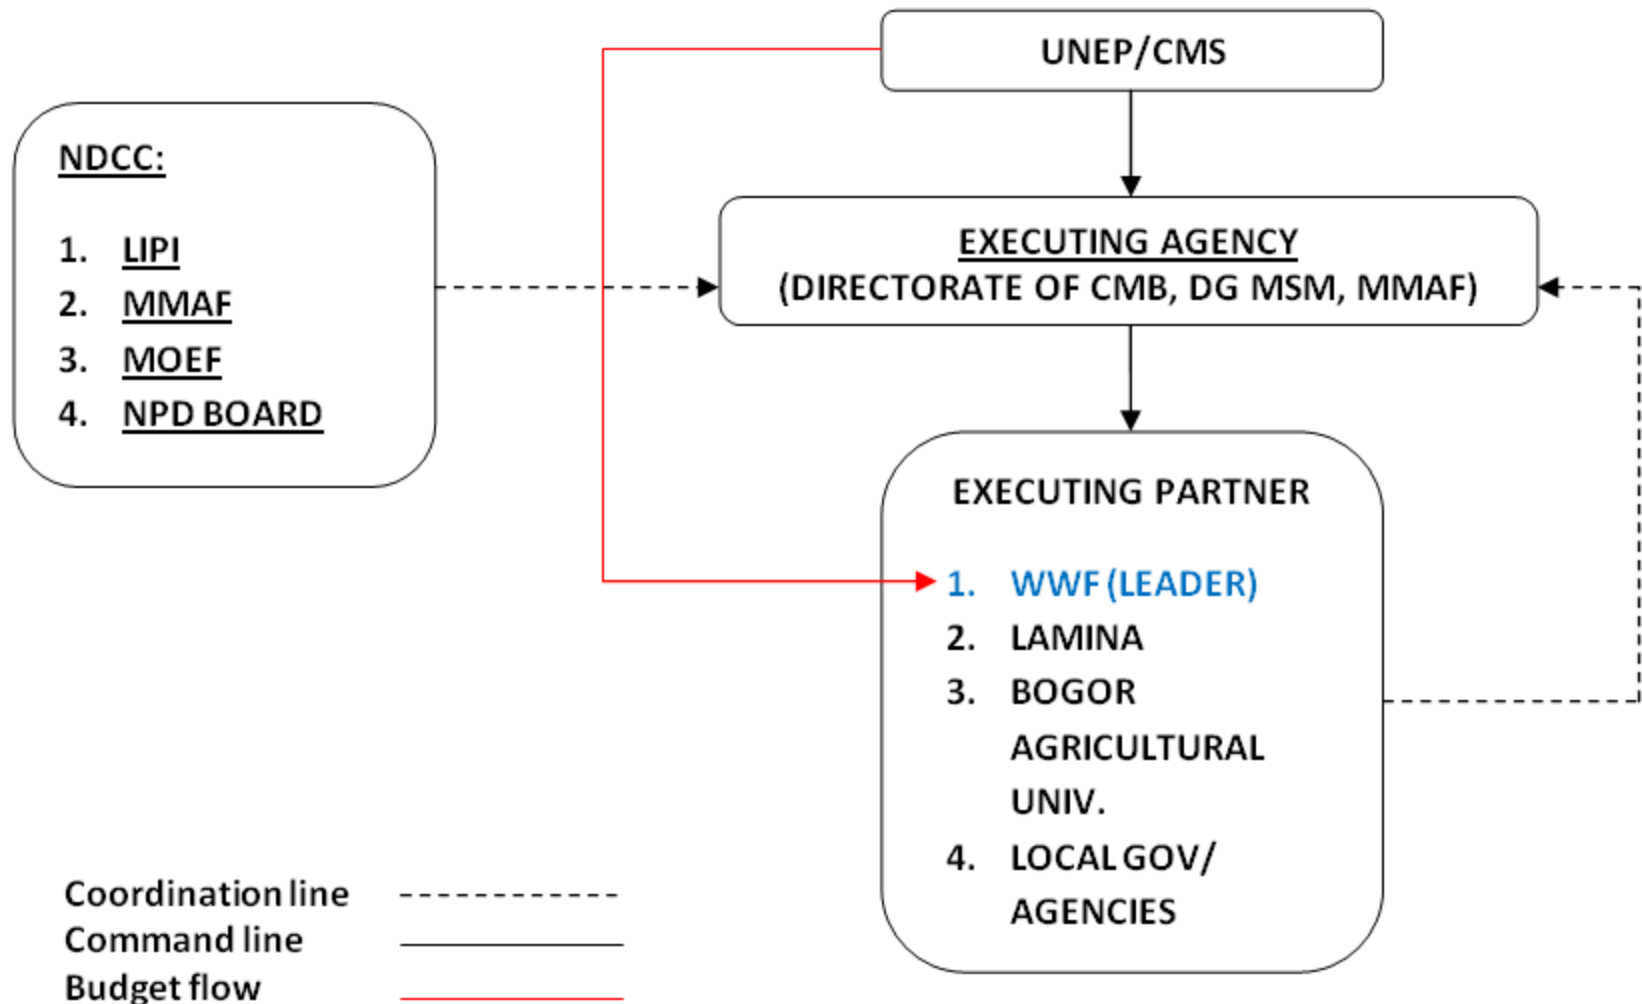 UNEP/CMS
NDCC:
1. LIPI
2. MMAF
3. MOEF
4. NPD BOARD
EXECUTING AGENCY
(DIRECTORATE OF CMB, DG MSM, MMAF)
EXECUTING PARTNER
1. WWF (LEADER)
2. LAMINA
3. BOGOR
AGRICULTURAL
UNIV.
4. LOCAL GOV/
AGENCIES
Coordination line
Command line
Budget flow